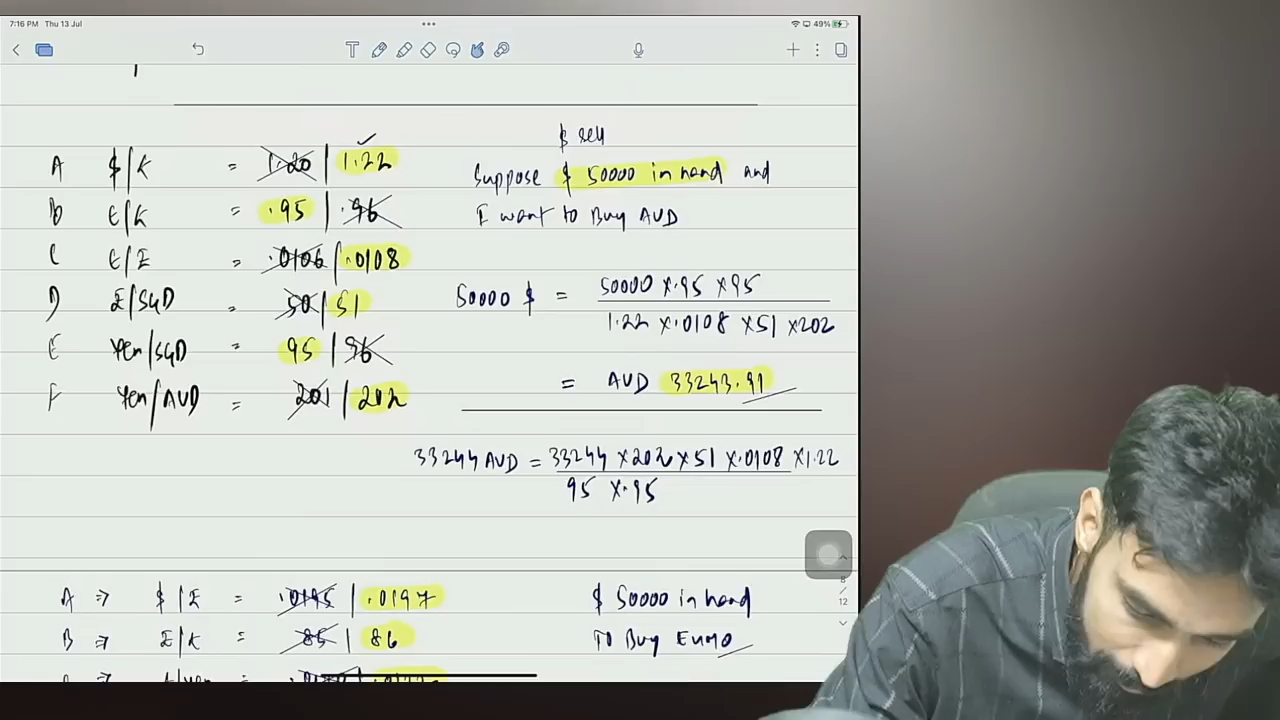 7:16 PM Thu 13 Jul
49%
$ sell
A $/K = 1.20 | 1.22
Suppose $ 50000 in hand and
B €/K = .95 | .96
I want to Buy AUD
C €/£ = .0106 | .0108
D £/SGD = 50 | 51
50000 $ = 50000 x .95 x 95
1.22 x .0108 x 51 x 202
E Yen/SGD = 95 | 96
= AUD 33243.91
F Yen/AUD = 201 | 202
33244 AUD = 33244 x 202 x 51 x .0108 x 1.22
95 x .95
8
/
12
A => $/£ = .0195 | .0197
$ 50000 in hand
B => £/K = 85 | 86
To Buy EURO